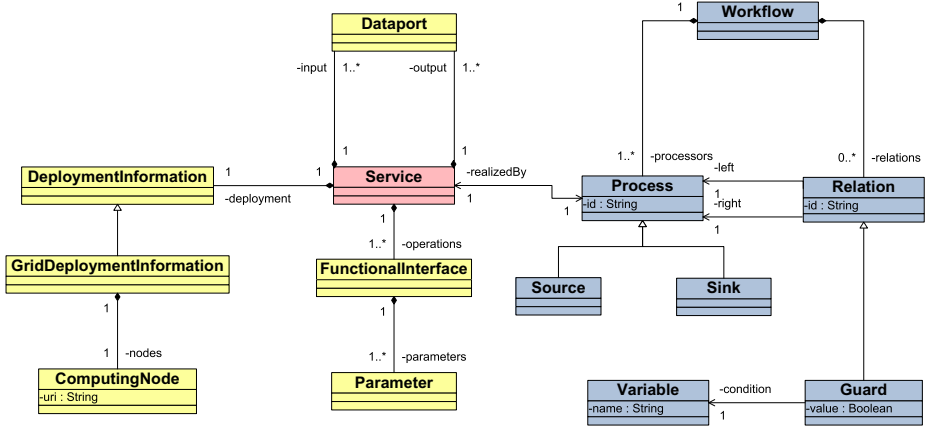 Dataport
1
Workflow
-input
1..*
-output
1..*
1
1
1..*
-processors
0..*
-relations
DeploymentInformation
1
1
-deployment
Service
-realizedBy
1
1
Process
-id : String
-left
1
-right
1
Relation
-id : String
1
1..*
-operations
GridDeploymentInformation
FunctionalInterface
Source
Sink
1
1
1
-nodes
1..*
-parameters
ComputingNode
-uri : String
Parameter
Variable
-name : String
-condition
1
Guard
-value : Boolean